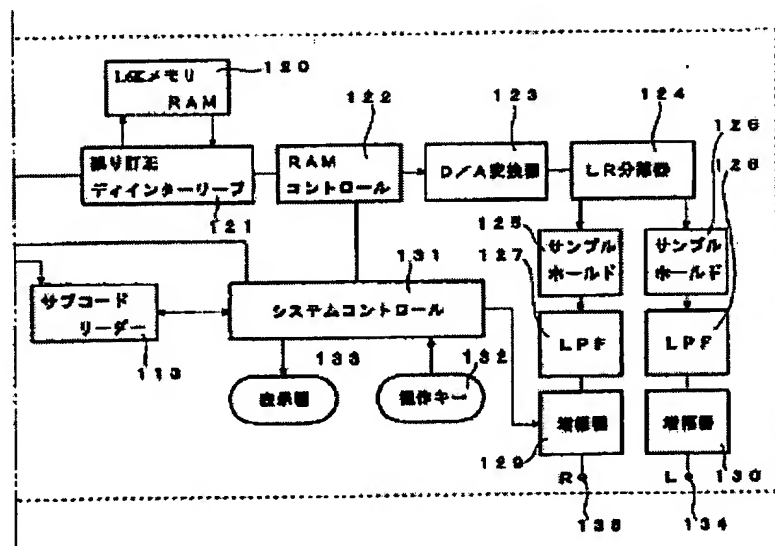 16Kメモリ
RAM
120
122
123
124
126
誤り訂正
ディインターリーブ
121
RAM
コントロール
D/A変換器
LR分離器
125
サンプル
ホールド
サンプル
ホールド
127
128
131
サブコード
リーダー
113
システムコントロール
LPF
LPF
133
132
表示器
操作キー
増幅器
増幅器
129
130
R
L
135
134